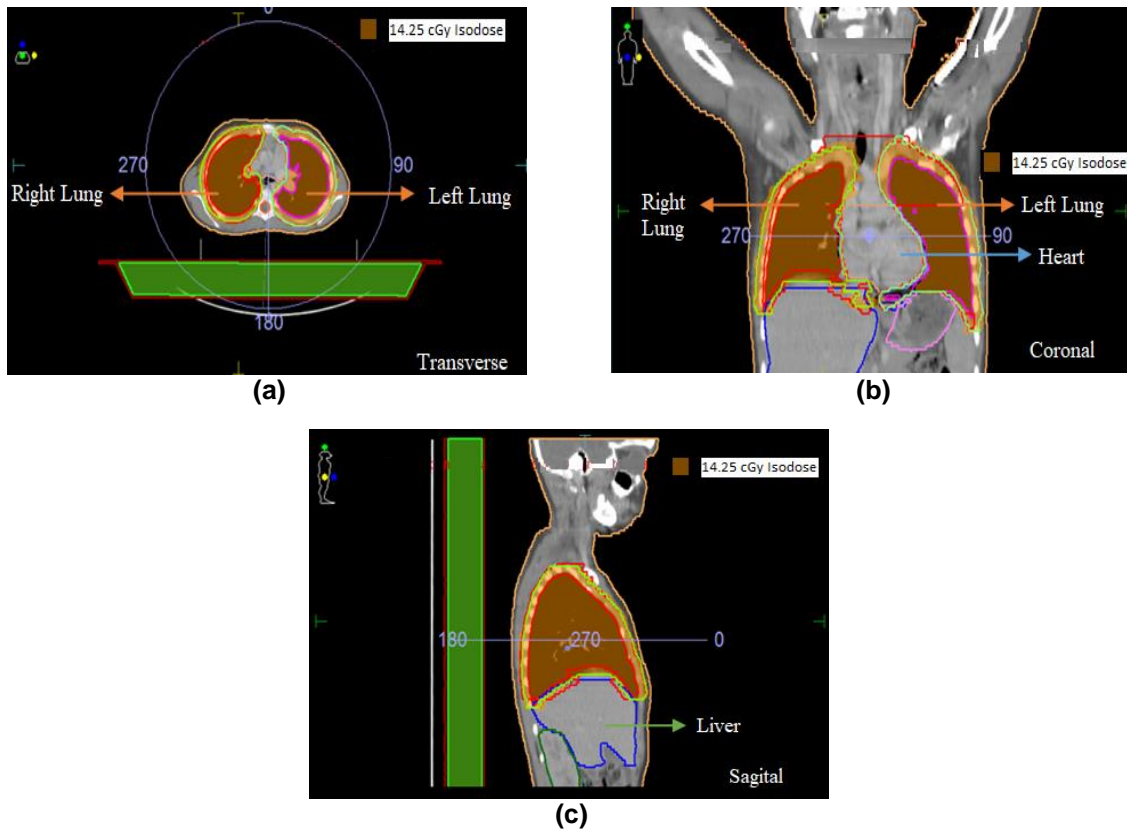 0
14.25 cGy Isodose
270
90
Right Lung
Left Lung
180
Transverse
(a)
14.25 cGy Isodose
Right
Lung
Left Lung
270
90
Heart
Coronal
(b)
14.25 cGy Isodose
180
270
0
Liver
Sagital
(c)